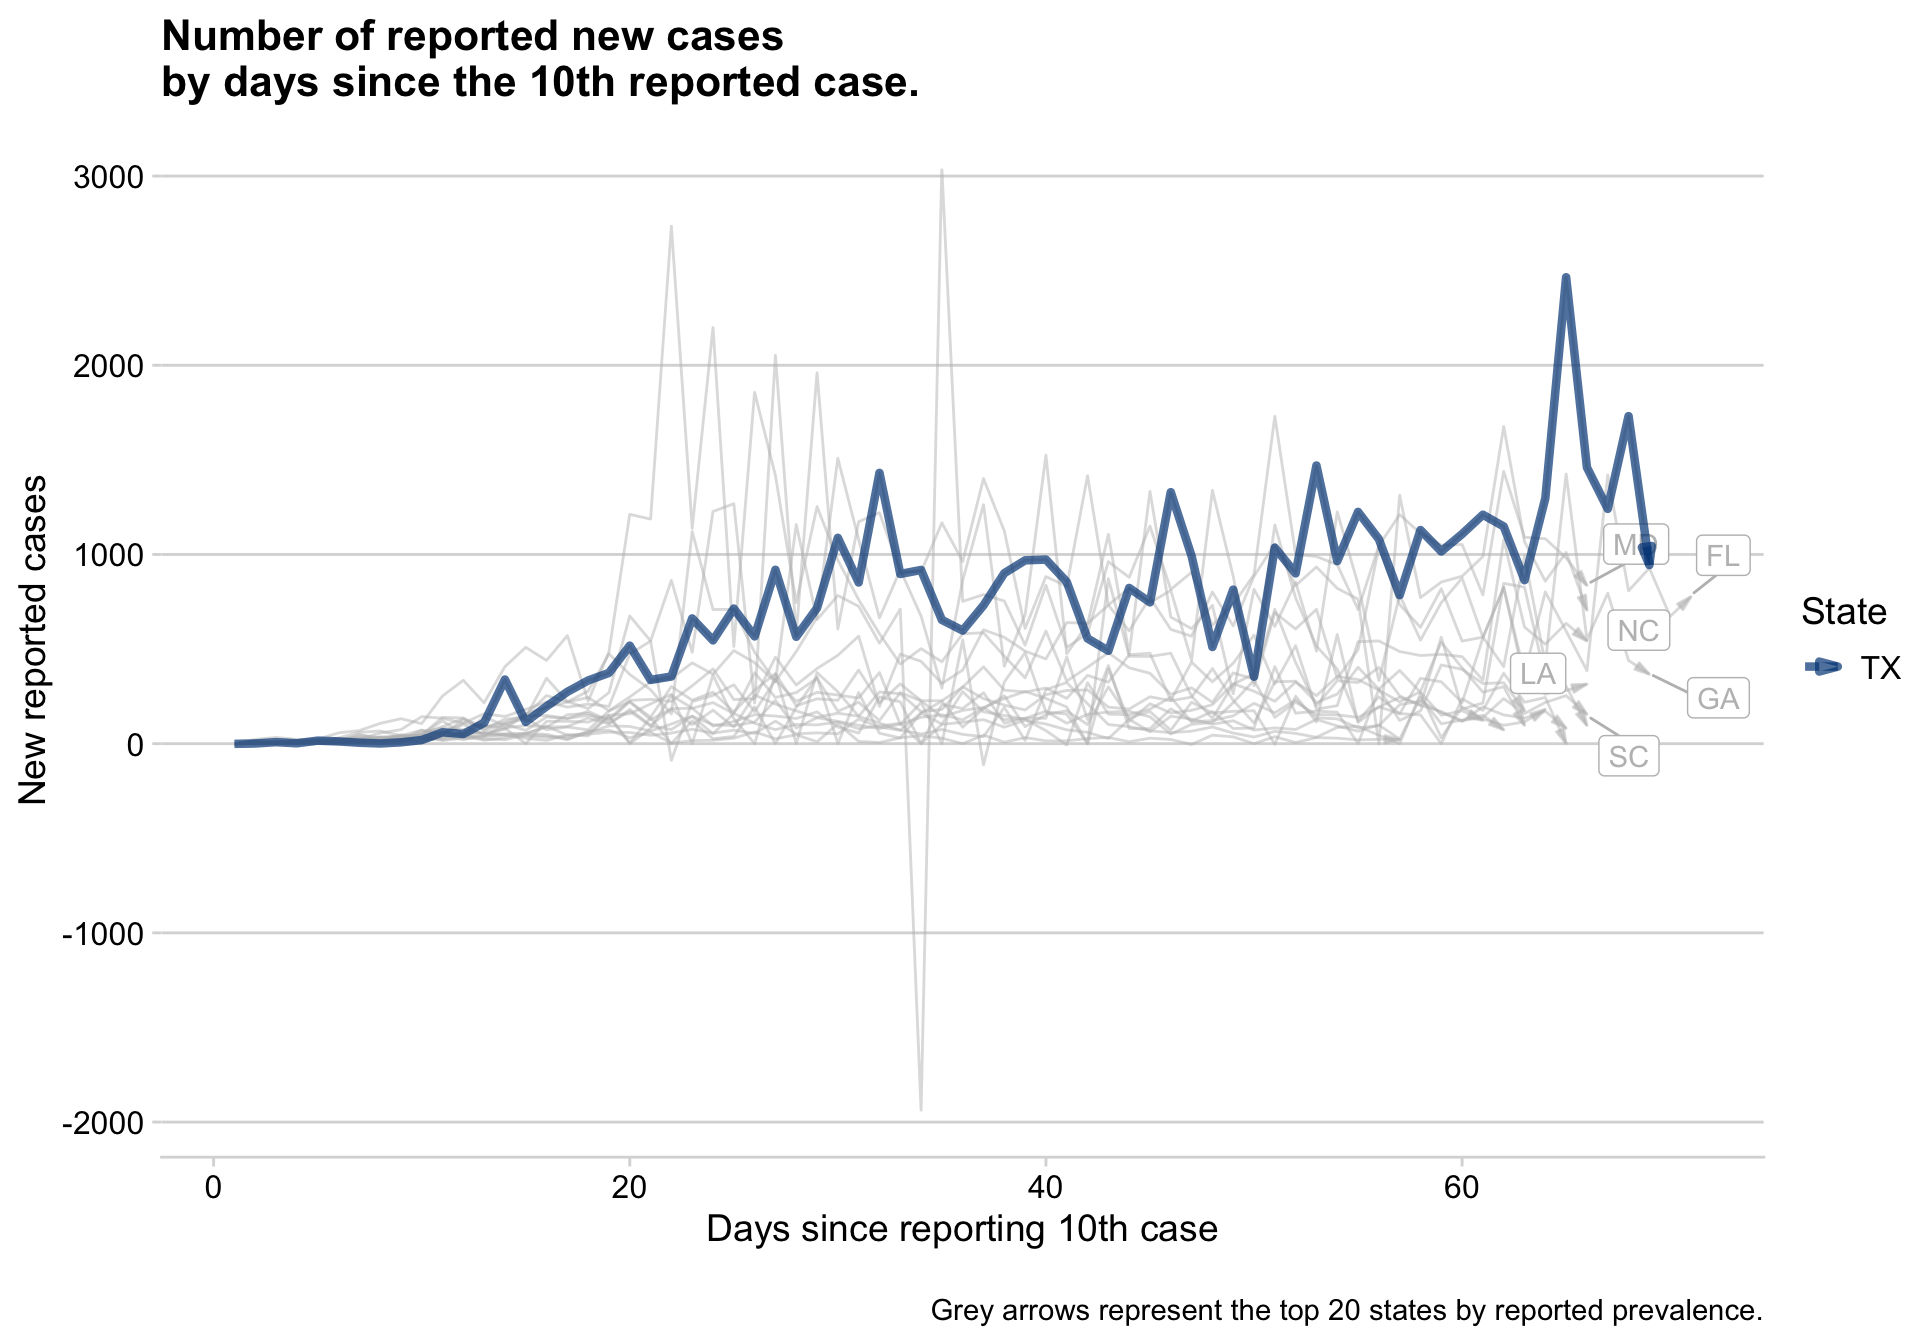 Number of reported new cases
by days since the 10th reported case.
New reported cases
3000
2000
1000
0
-1000
-2000
FL
NC
LA
GA
SC
State
TX
0 20 40 60
Days since reporting 10th case
Grey arrows represent the top 20 states by reported prevalence.